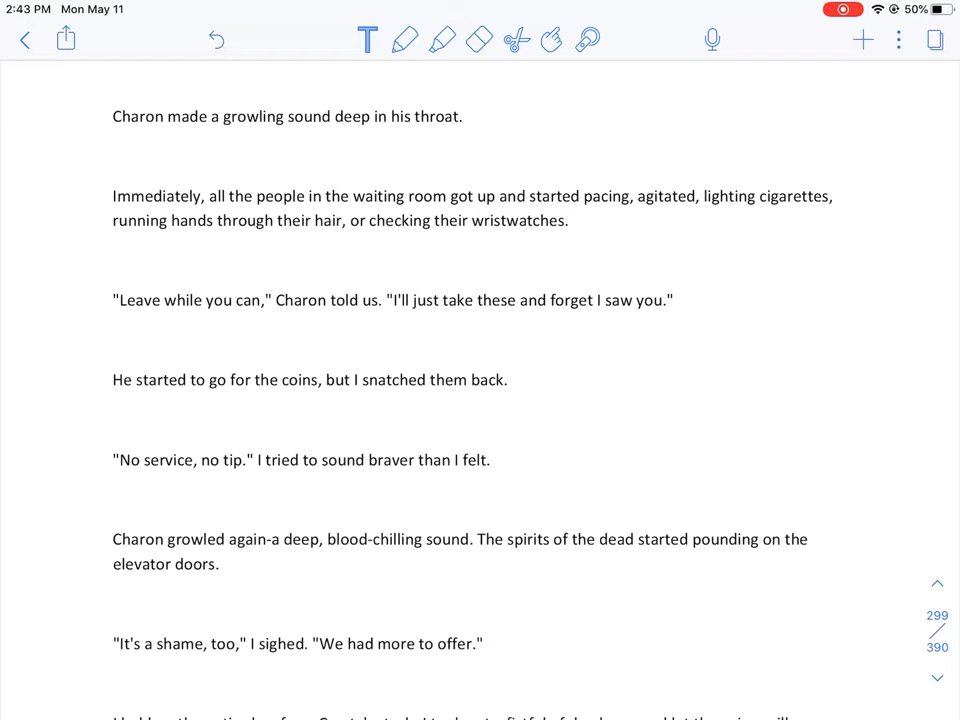 2:43 PM Mon May 11
50%
Charon made a growling sound deep in his throat.
Immediately, all the people in the waiting room got up and started pacing, agitated, lighting cigarettes,
running hands through their hair, or checking their wristwatches.
"Leave while you can," Charon told us. "I'll just take these and forget I saw you."
He started to go for the coins, but I snatched them back.
"No service, no tip." I tried to sound braver than I felt.
Charon growled again-a deep, blood-chilling sound. The spirits of the dead started pounding on the
elevator doors.
299
390
"It's a shame, too," I sighed. "We had more to offer."